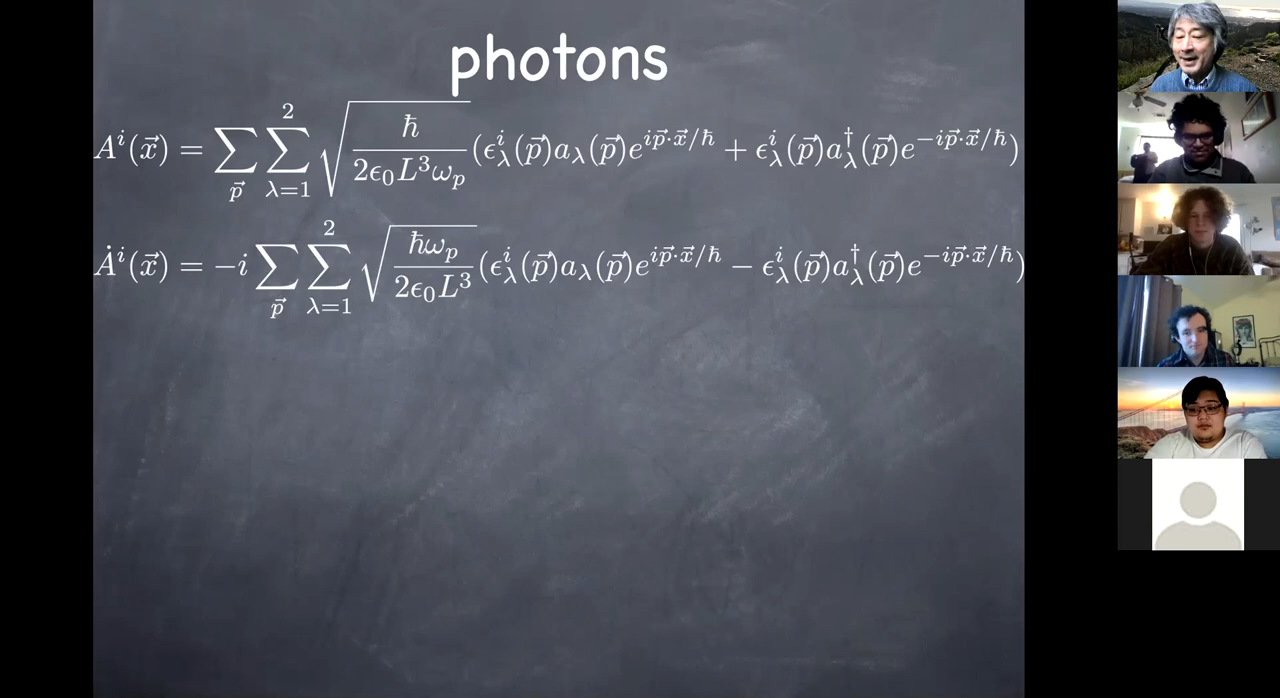 photons
$A^i(\vec{x}) = \sum_{\vec{p}} \sum_{\lambda=1}^{2} \sqrt{\frac{\hbar}{2\epsilon_0 L^3 \omega_p}} (\epsilon^i_\lambda(\vec{p}) a_\lambda(\vec{p}) e^{i\vec{p}\cdot\vec{x}/\hbar} + \epsilon^i_\lambda(\vec{p}) a^\dagger_\lambda(\vec{p}) e^{-i\vec{p}\cdot\vec{x}/\hbar})$
$\dot{A}^i(\vec{x}) = -i \sum_{\vec{p}} \sum_{\lambda=1}^{2} \sqrt{\frac{\hbar\omega_p}{2\epsilon_0 L^3}} (\epsilon^i_\lambda(\vec{p}) a_\lambda(\vec{p}) e^{i\vec{p}\cdot\vec{x}/\hbar} - \epsilon^i_\lambda(\vec{p}) a^\dagger_\lambda(\vec{p}) e^{-i\vec{p}\cdot\vec{x}/\hbar})$